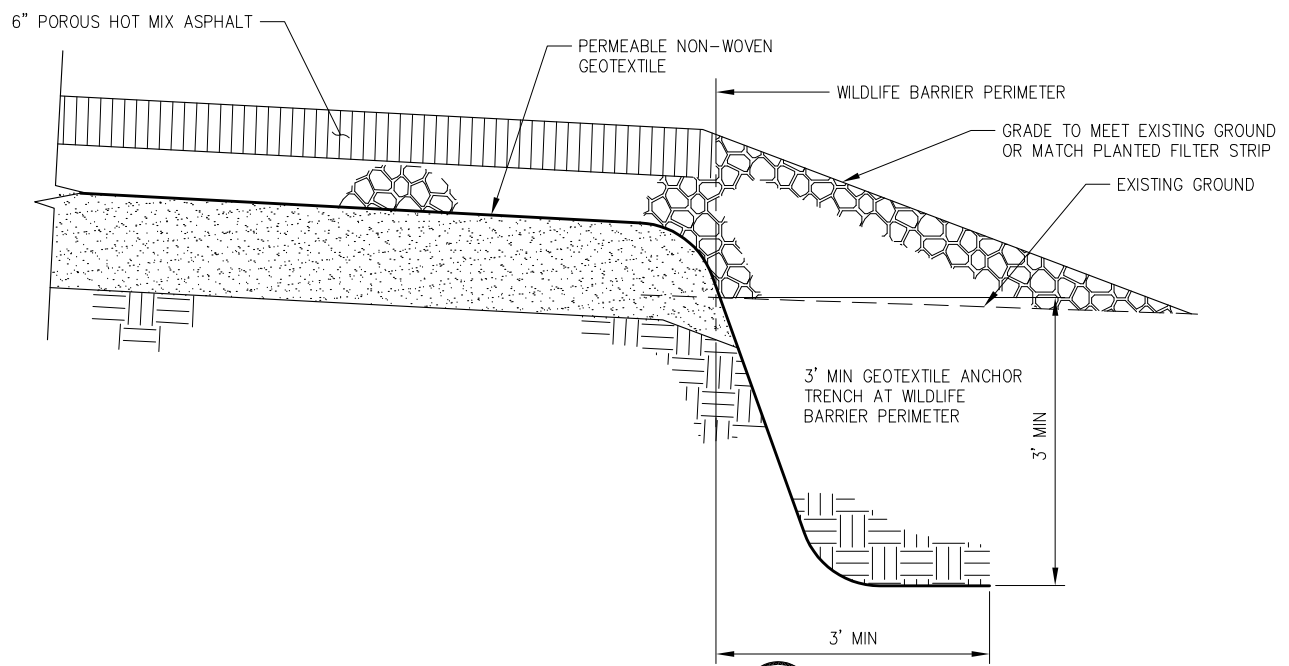 6" POROUS HOT MIX ASPHALT
PERMEABLE NON-WOVEN
GEOTEXTILE
WILDLIFE BARRIER PERIMETER
GRADE TO MEET EXISTING GROUND
OR MATCH PLANTED FILTER STRIP
EXISTING GROUND
3' MIN GEOTEXTILE ANCHOR
TRENCH AT WILDLIFE
BARRIER PERIMETER
3' MIN
3' MIN